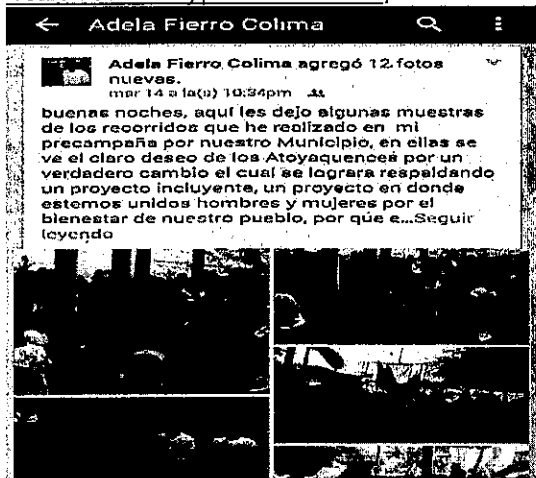 Adela Fierro Colima
Adela Fierro Colima agregó 12 fotos
nuevas.
mar 14 a la(s) 10:34pm
buenas noches, aquí les dejo algunas muestras
de los recorridos que he realizado en mi
precampaña por nuestro Municipio, en ellas se
ve el claro deseo de los Atoyaquences por un
verdadero cambio el cual se lograra respaldando
un proyecto incluyente, un proyecto en donde
estemos unidos hombres y mujeres por el
bienestar de nuestro pueblo, por qúe e...Seguir
leyendo